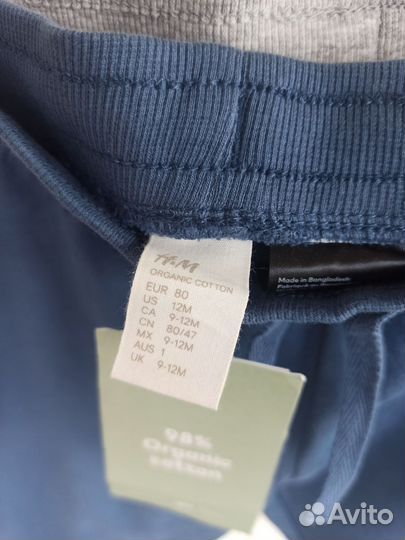 H&M
ORGANIC COTTON
EUR 80
US 12M
CA 9-12M
CN 80/47
MX 9-12M
AUS 1
UK 9-12M
Made in Bangladesh
Fabriqué
98%
Organic
cotton
Avito